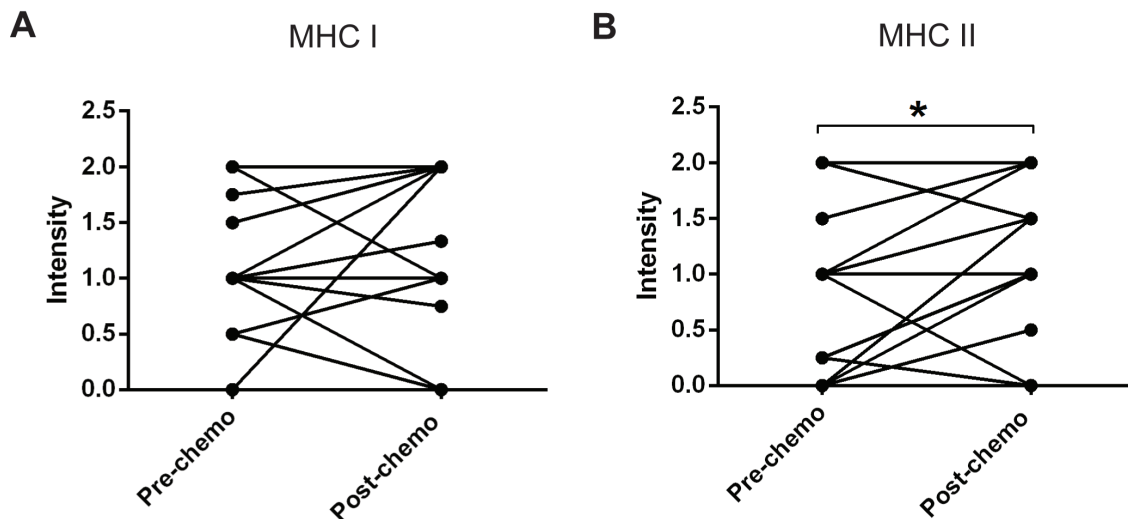 A
MHC I
Intensity
2.5
2.0
1.5
1.0
0.5
0.0
Pre-chemo
Post-chemo
B
MHC II
*
Intensity
2.5
2.0
1.5
1.0
0.5
0.0
Pre-chemo
Post-chemo